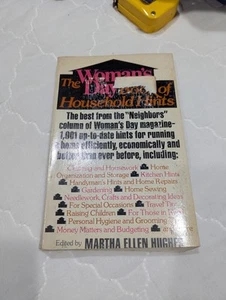 Woman's
The Day Book of
Household Hints
The best from the "Neighbors"
column of Woman's Day magazine-
up-to-date hints for running
a home efficiently, economically and
better than ever before, including:
Cleaning and Housework Home
Organization and Storage Kitchen Hints
Handyman's Hints and Home Repairs
Gardening Home Sewing
Needlework, Crafts and Decorating Ideas
For Special Occasions Travel Tips
Raising Children For Those in
Personal Hygiene and Grooming
Money Matters and Budgeting
Edited by MARTHA ELLEN HUGHES